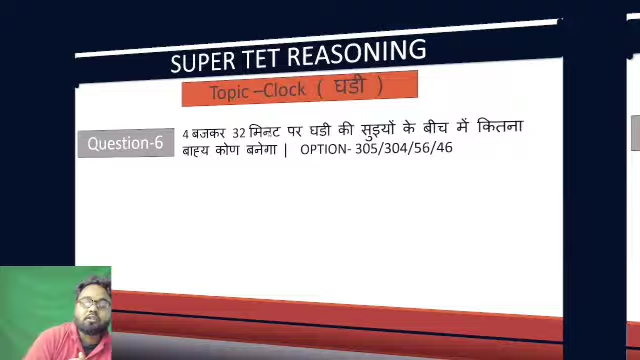 SUPER TET REASONING
Topic –Clock ( घडी )
Question-6
4 बजकर 32 मिनट पर घडी की सुइयों के बीच में कितना
बाह्य कोण बनेगा | OPTION- 305/304/56/46